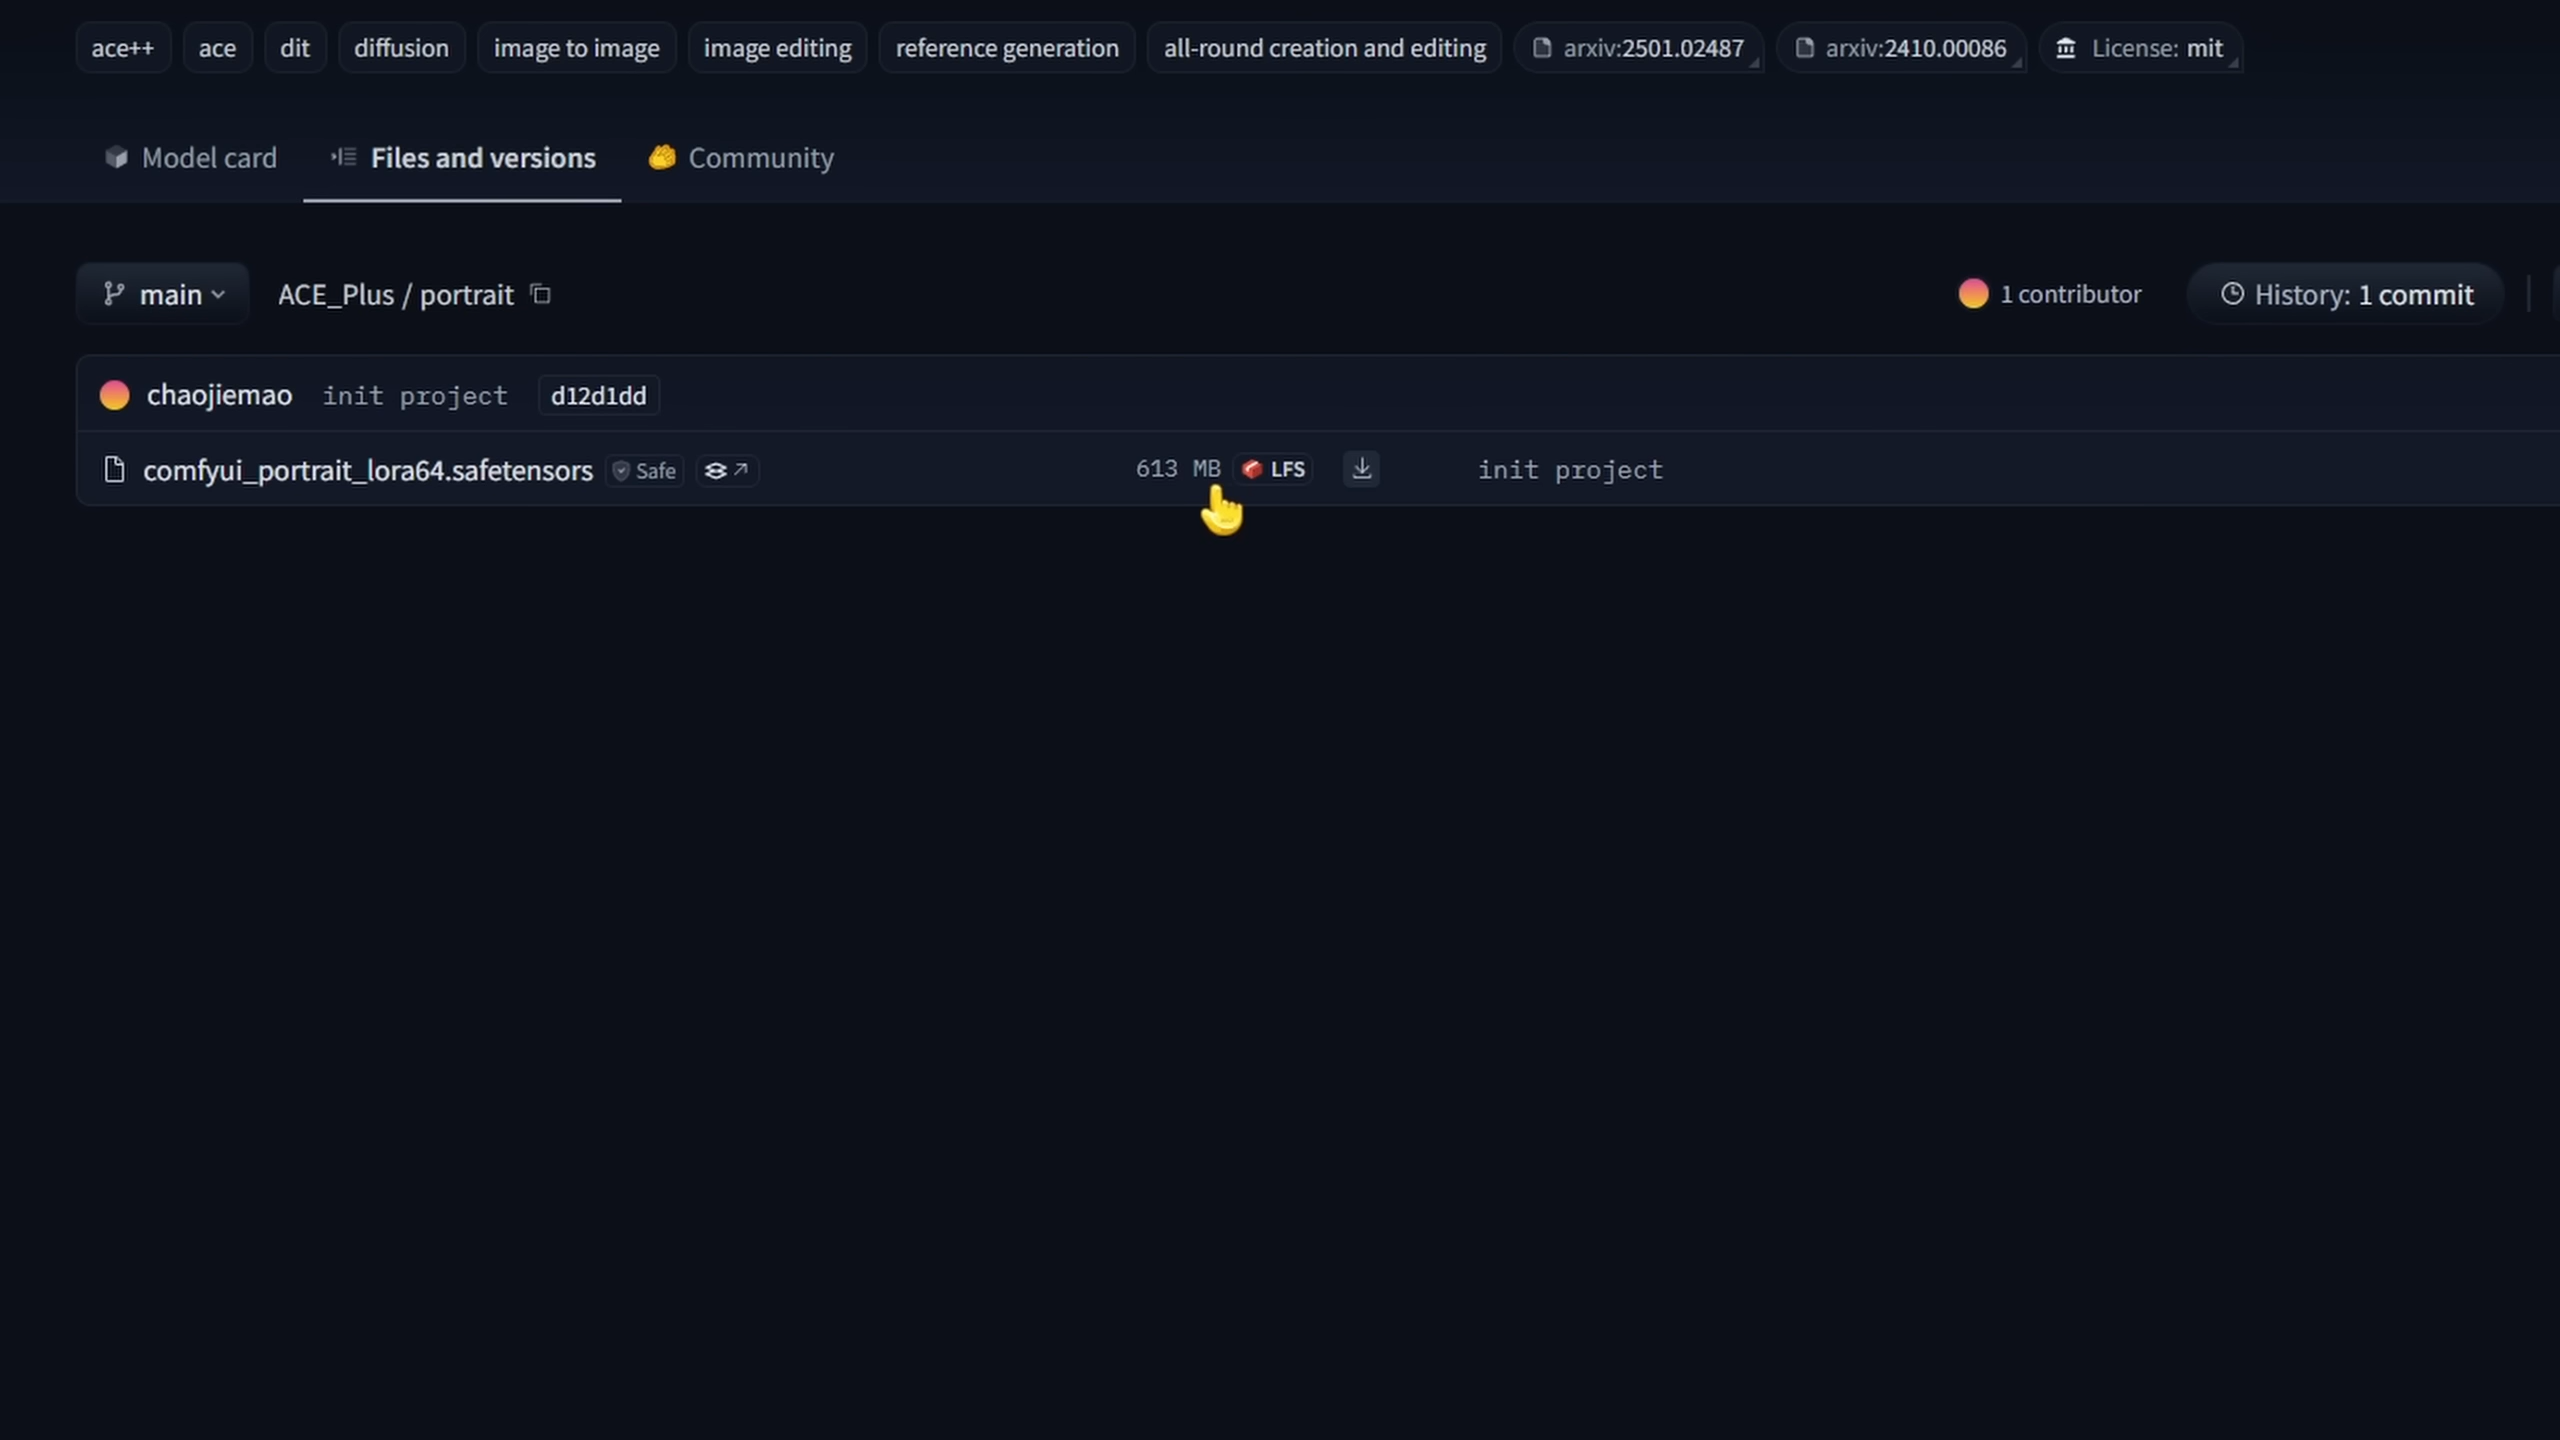 ace++ ace dit diffusion image to image image editing reference generation all-round creation and editing arxiv:2501.02487 arxiv:2410.00086 License: mit
Model card Files and versions Community
main ACE_Plus / portrait 1 contributor History: 1 commit
chaojiemao init project d12d1dd
comfyui_portrait_lora64.safetensors Safe 613 MB LFS init project